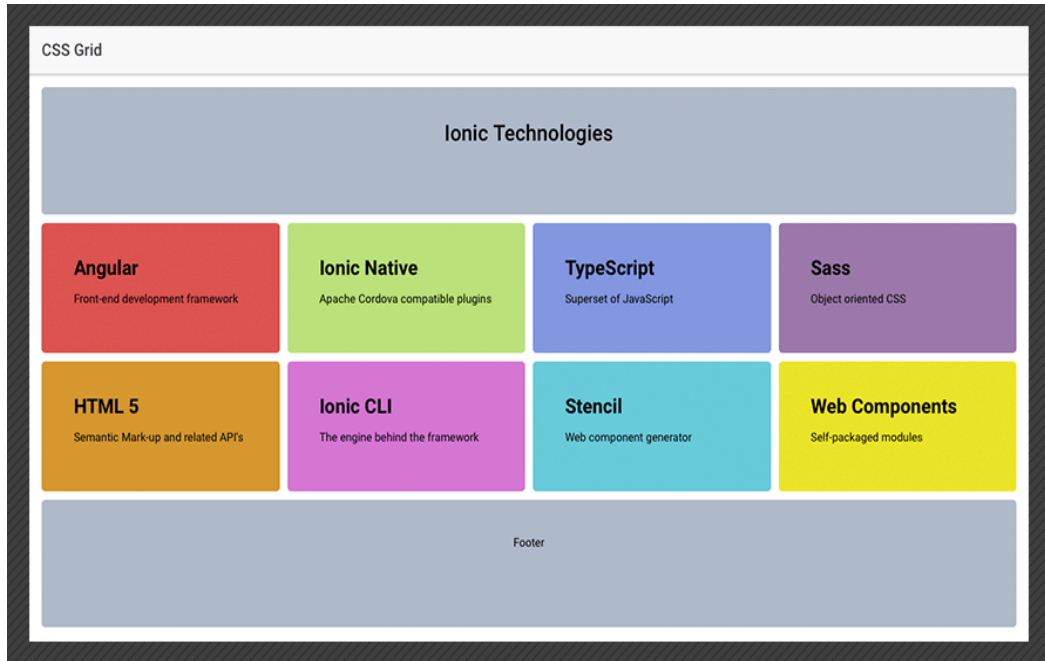 CSS Grid
Ionic Technologies
Angular
Front-end development framework
Ionic Native
Apache Cordova compatible plugins
TypeScript
Superset of JavaScript
Sass
Object oriented CSS
HTML 5
Semantic Mark-up and related API's
Ionic CLI
The engine behind the framework
Stencil
Web component generator
Web Components
Self-packaged modules
Footer